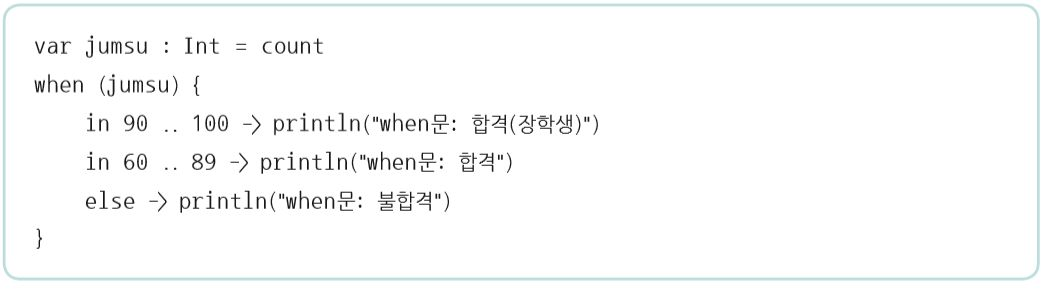 var jumsu : Int = count
when (jumsu) {
    in 90 .. 100 -> println("when문: 합격(장학생)")
    in 60 .. 89 -> println("when문: 합격")
    else -> println("when문: 불합격")
}